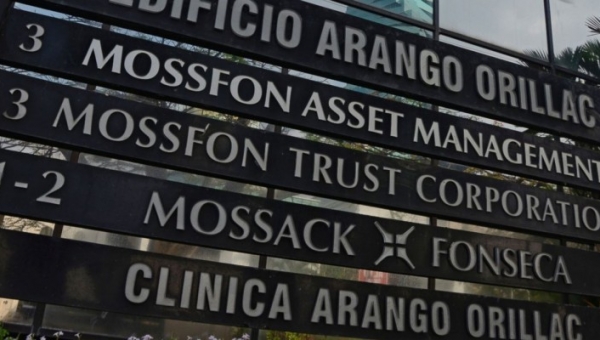 EDIFICIO ARANGO ORILLAC
3 MOSSFON ASSET MANAGEMENT
3 MOSSFON TRUST CORPORATIO
1-2 MOSSACK FONSECA
CLINICA ARANGO ORILLAC